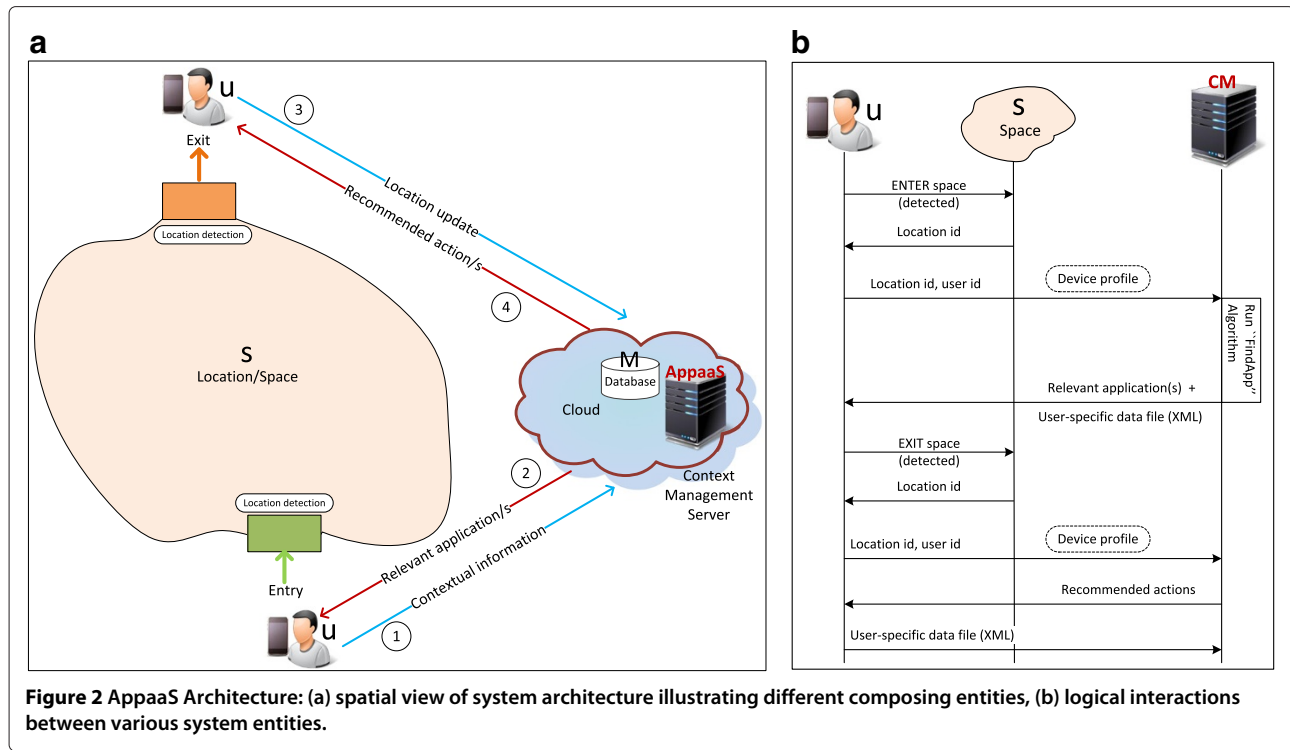 a
u
3
Exit
Location update
Recommended action/s
Location detection
4
S
Location/Space
M
Database
AppaaS
Cloud
2
Context
Management
Server
Location detection
Relevant application/s
Contextual information
Entry
u
1
b
CM
u
S
Space
ENTER space
(detected)
Location id
Location id, user id
Device profile
Run ``FindApp''
Algorithm
Relevant application(s) +
User-specific data file (XML)
EXIT space
(detected)
Location id
Location id, user id
Device profile
Recommended actions
User-specific data file (XML)
Figure 2 AppaaS Architecture: (a) spatial view of system architecture illustrating different composing entities, (b) logical interactions
between various system entities.